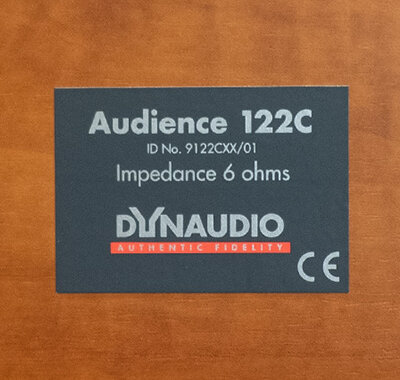 Audience 122C
ID No. 9122CXX/01
Impedance 6 ohms
DYNAUDIO
AUTHENTIC FIDELITY
CE